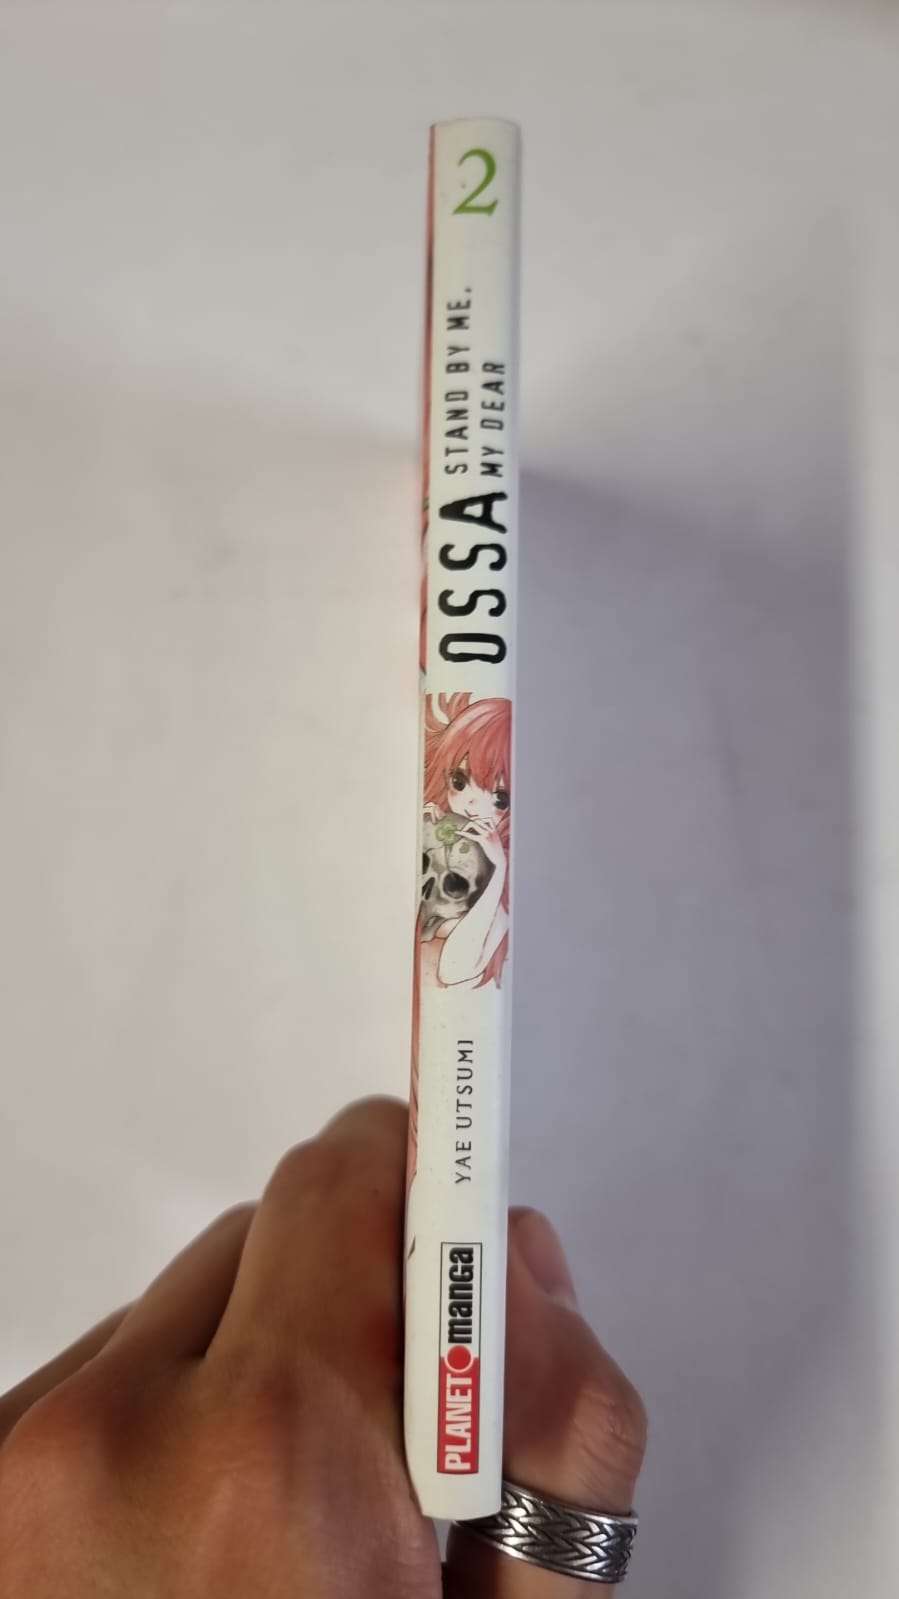 2
OSSA
STAND BY ME,
MY DEAR
YAE UTSUMI
PLANET manga